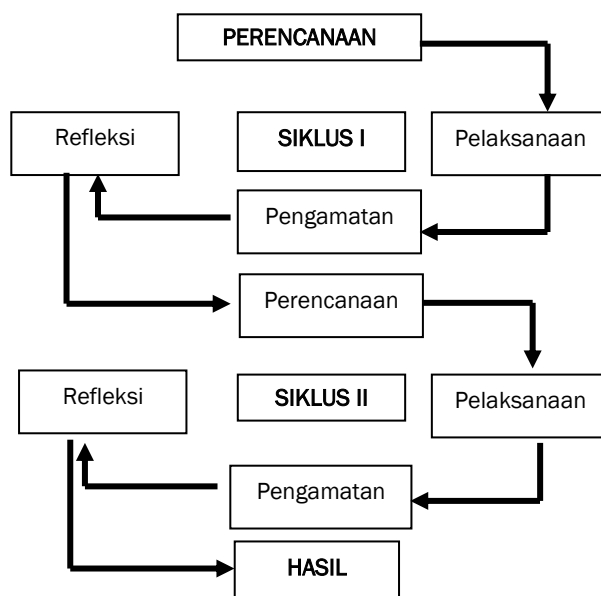 PERENCANAAN
Refleksi
SIKLUS I
Pelaksanaan
Pengamatan
Perencanaan
Refleksi
SIKLUS II
Pelaksanaan
Pengamatan
HASIL